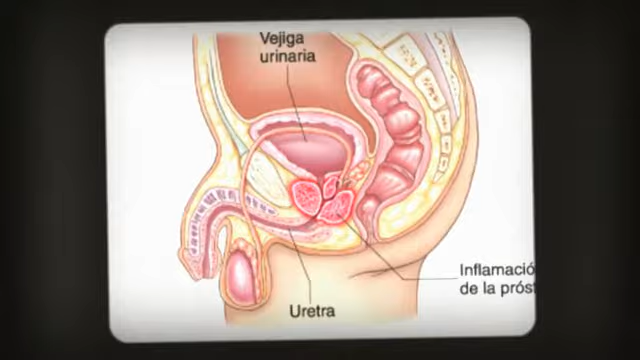 Vejiga
urinaria
Inflamació
de la próst
Uretra